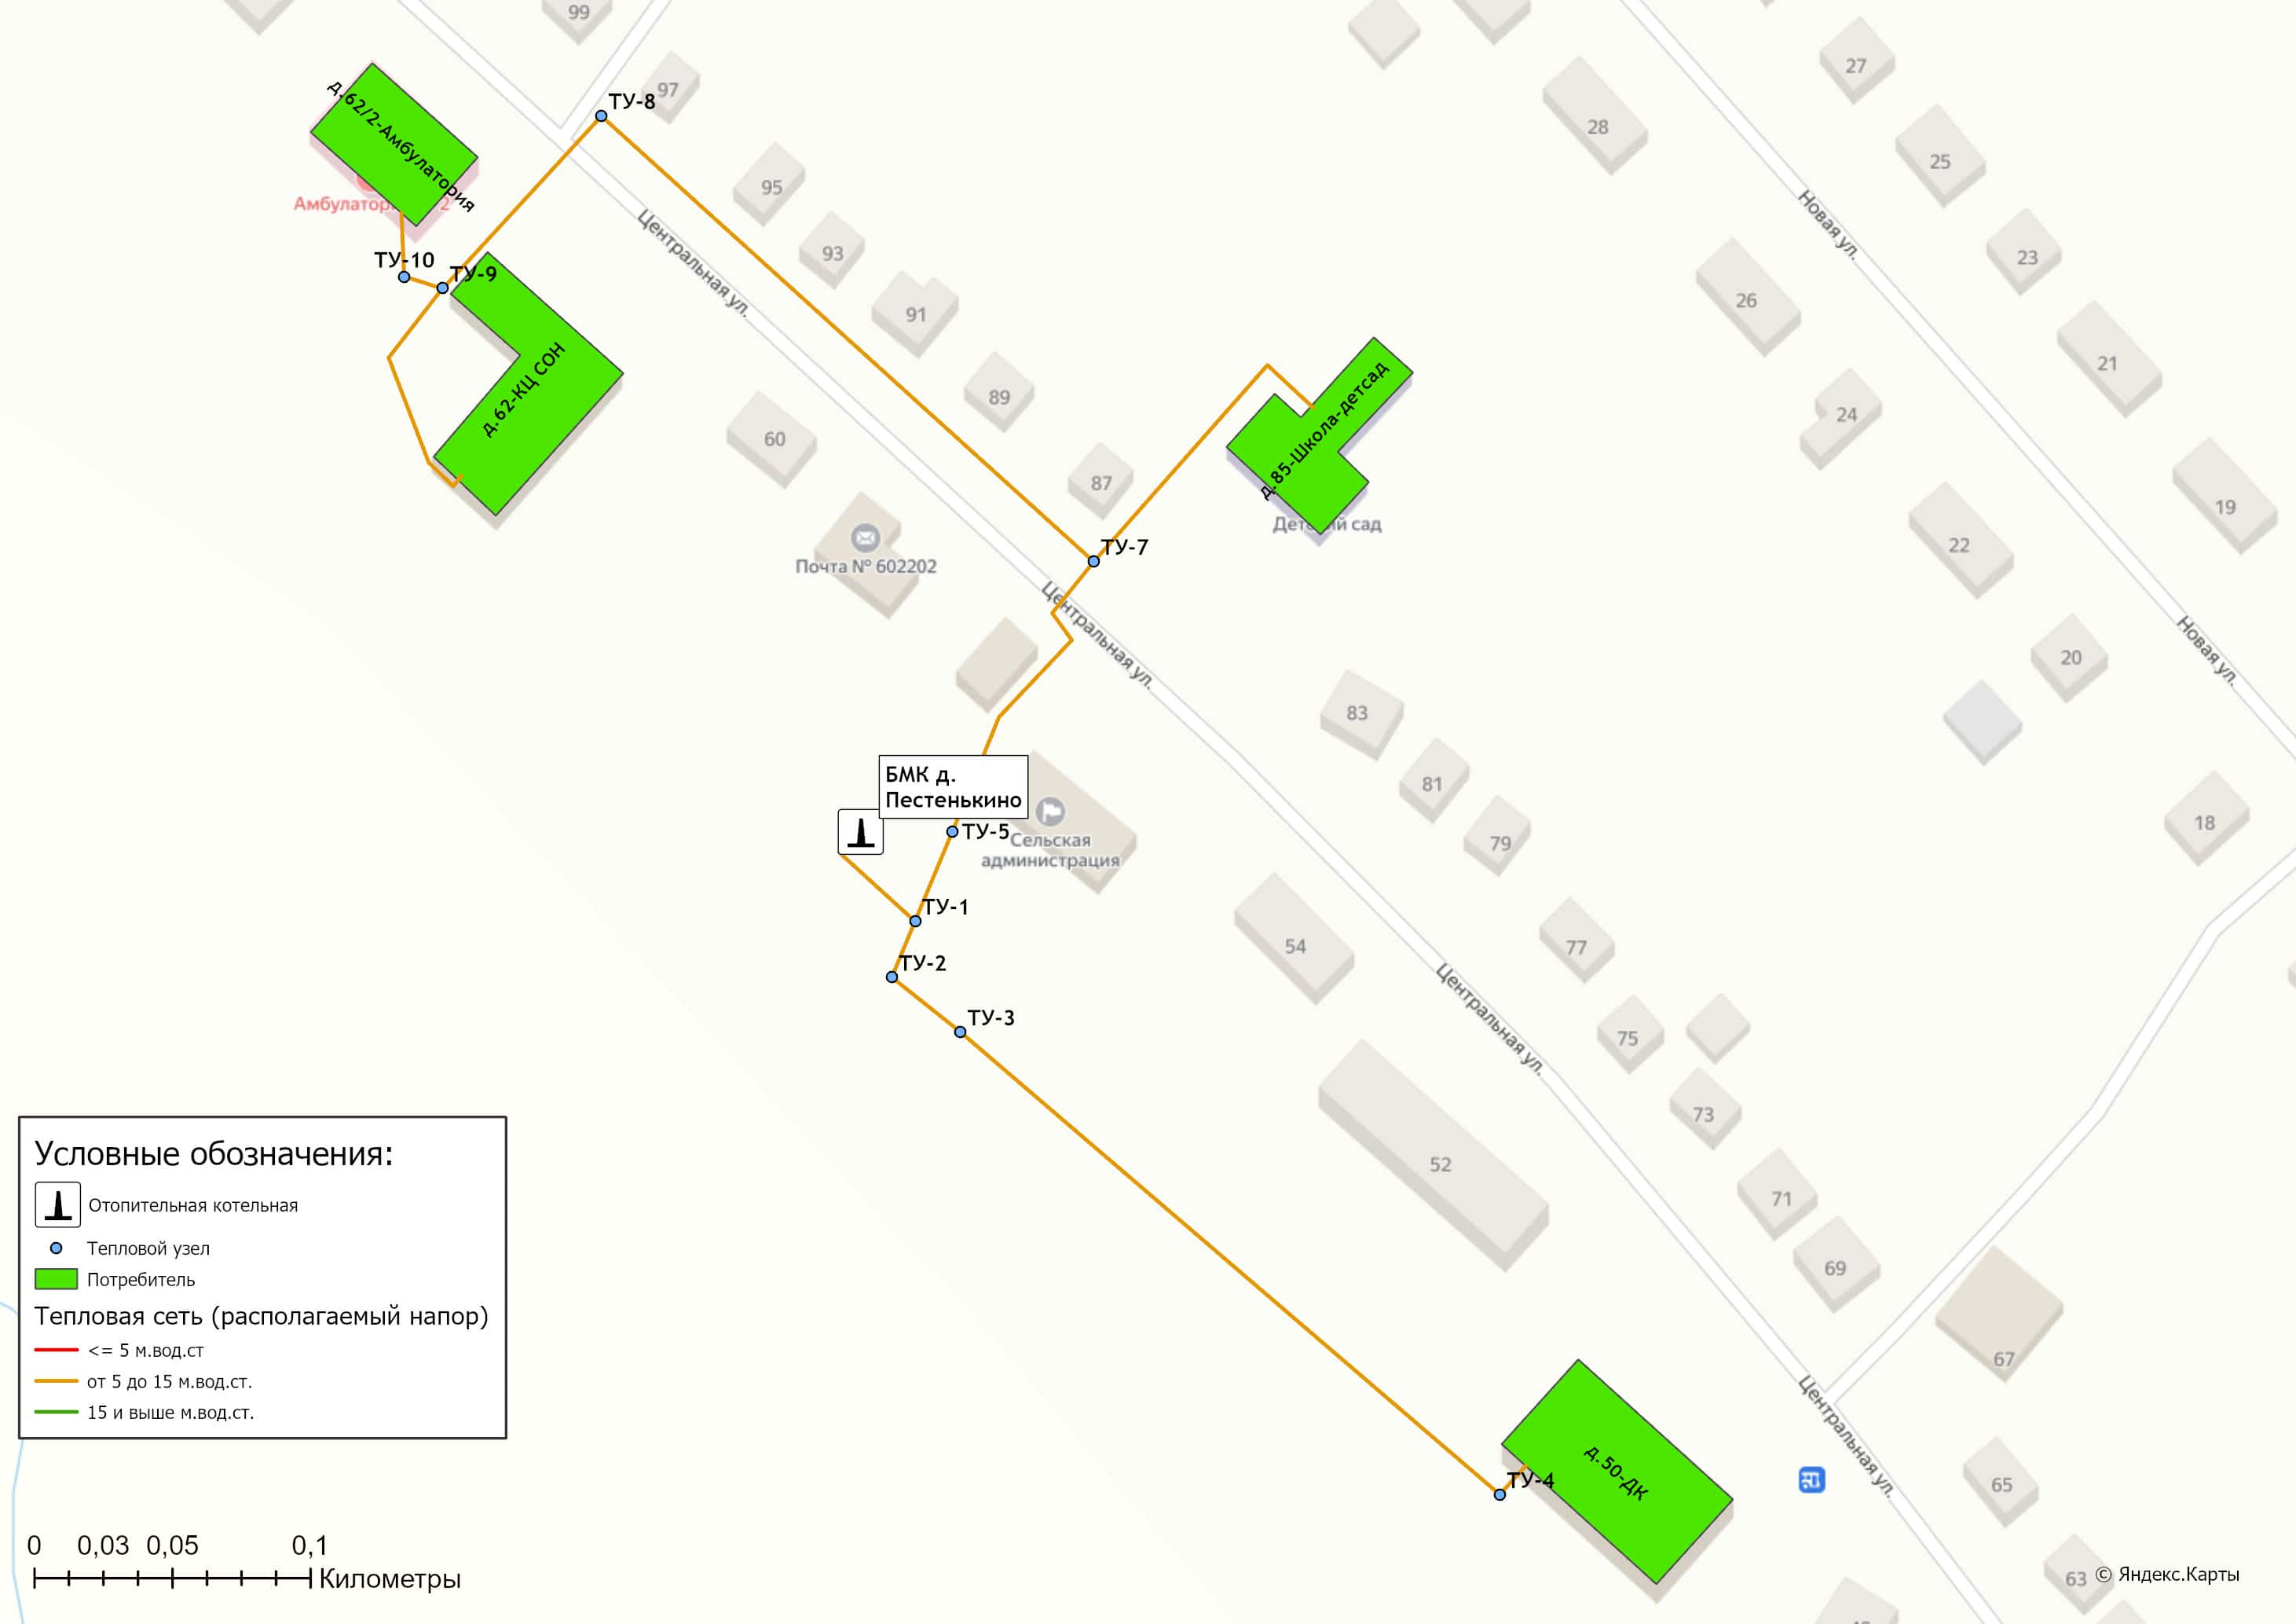 99
97
ТУ-8
27
28
25
д.62/2-Амбулатория
95
Амбулатор
2
Новая ул.
Центральная ул.
93
23
ТУ-10
ТУ-9
26
91
21
д.62-КЦ СОН
89
д.85-Школа-детсад
24
60
87
19
Детский сад
22
ТУ-7
Почта № 602202
Центральная ул.
20
Новая ул.
83
БМК д.
Пестенькино
81
18
ТУ-5
Сельская
администрация
79
ТУ-1
54
77
ТУ-2
ТУ-3
Центральная ул.
75
73
52
71
69
67
Центральная ул.
д.50-ДК
ТУ-4
65
63
Условные обозначения:
Отопительная котельная
Тепловой узел
Потребитель
Тепловая сеть (располагаемый напор)
<= 5 м.вод.ст
от 5 до 15 м.вод.ст.
15 и выше м.вод.ст.
0 0,03 0,05 0,1
Километры
© Яндекс.Карты